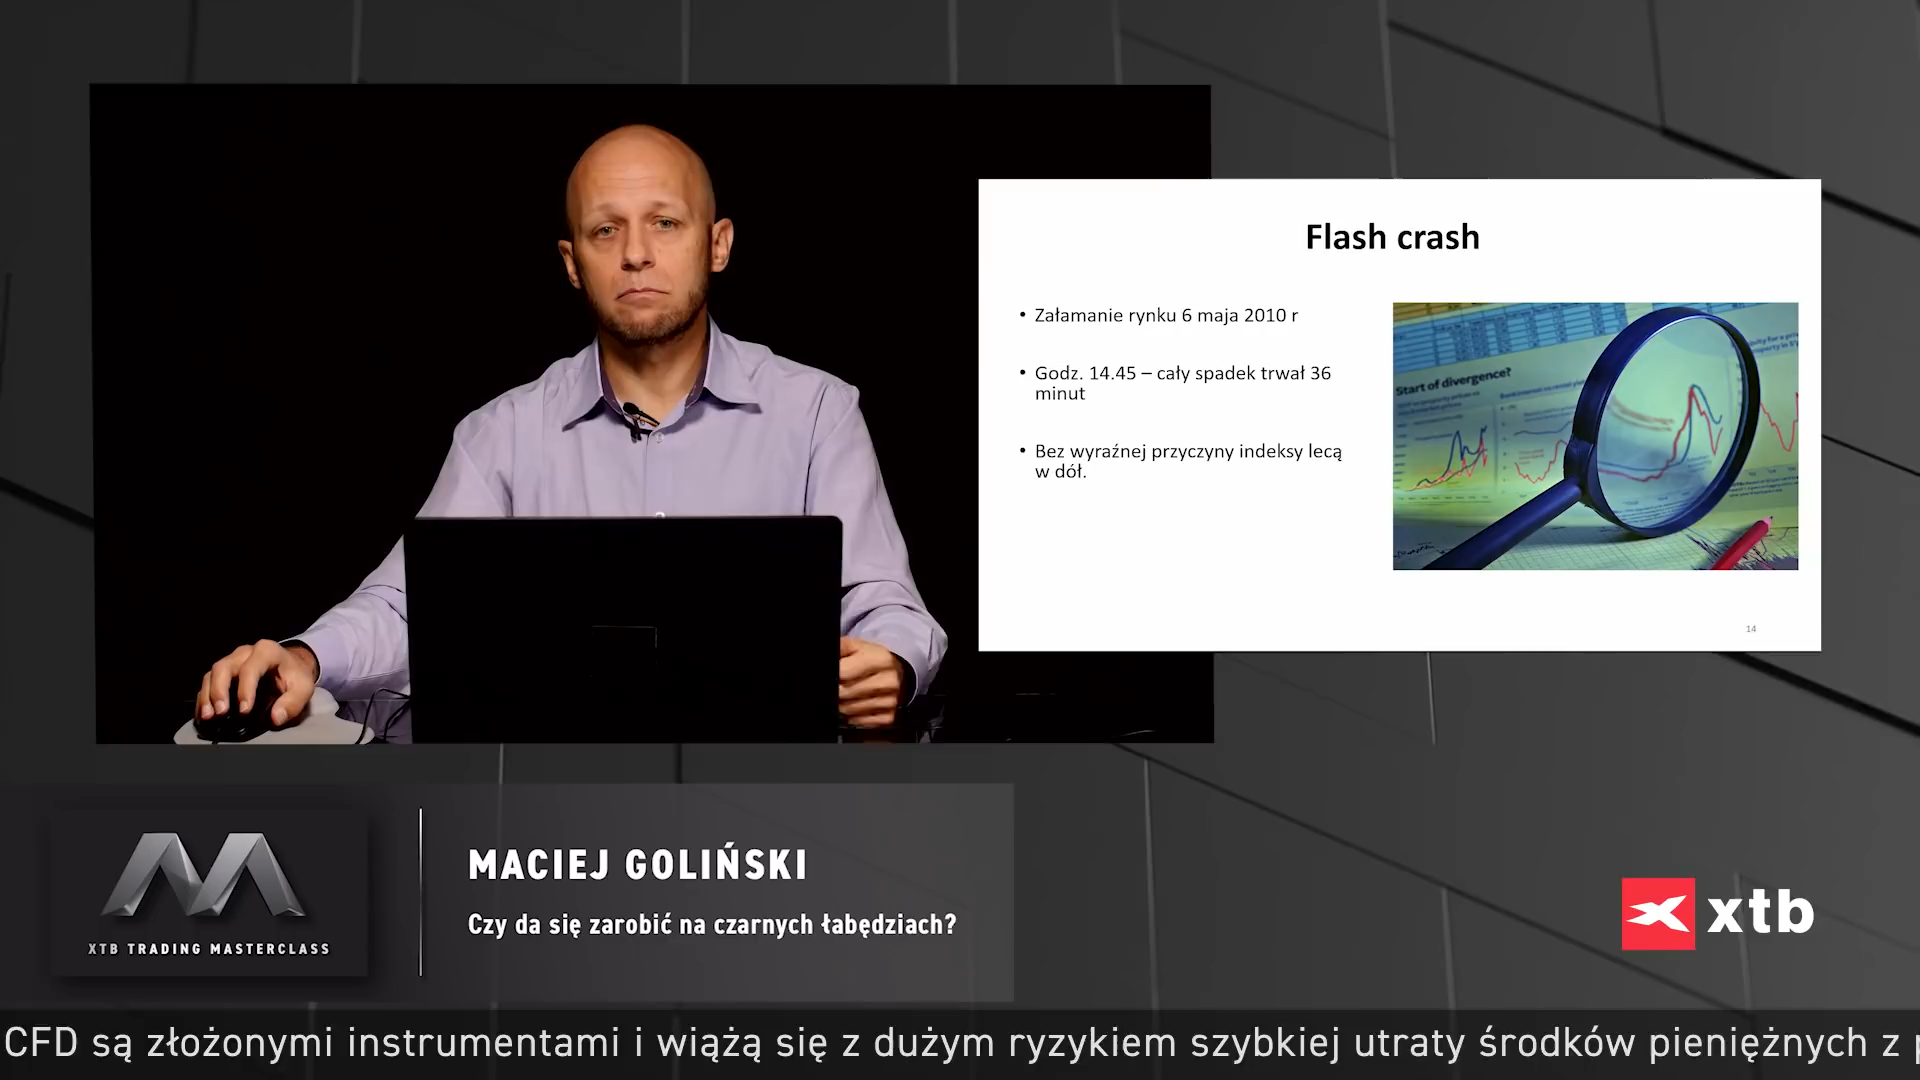 Flash crash
• Załamanie rynku 6 maja 2010 r
• Godz. 14.45 – cały spadek trwał 36
minut
• Bez wyraźnej przyczyny indeksy lecą
w dół.
Start of divergence?
14
MACIEJ GOLIŃSKI
Czy da się zarobić na czarnych łabędziach?
XTB TRADING MASTERCLASS
xtb
CFD są złożonymi instrumentami i wiążą się z dużym ryzykiem szybkiej utraty środków pieniężnych z